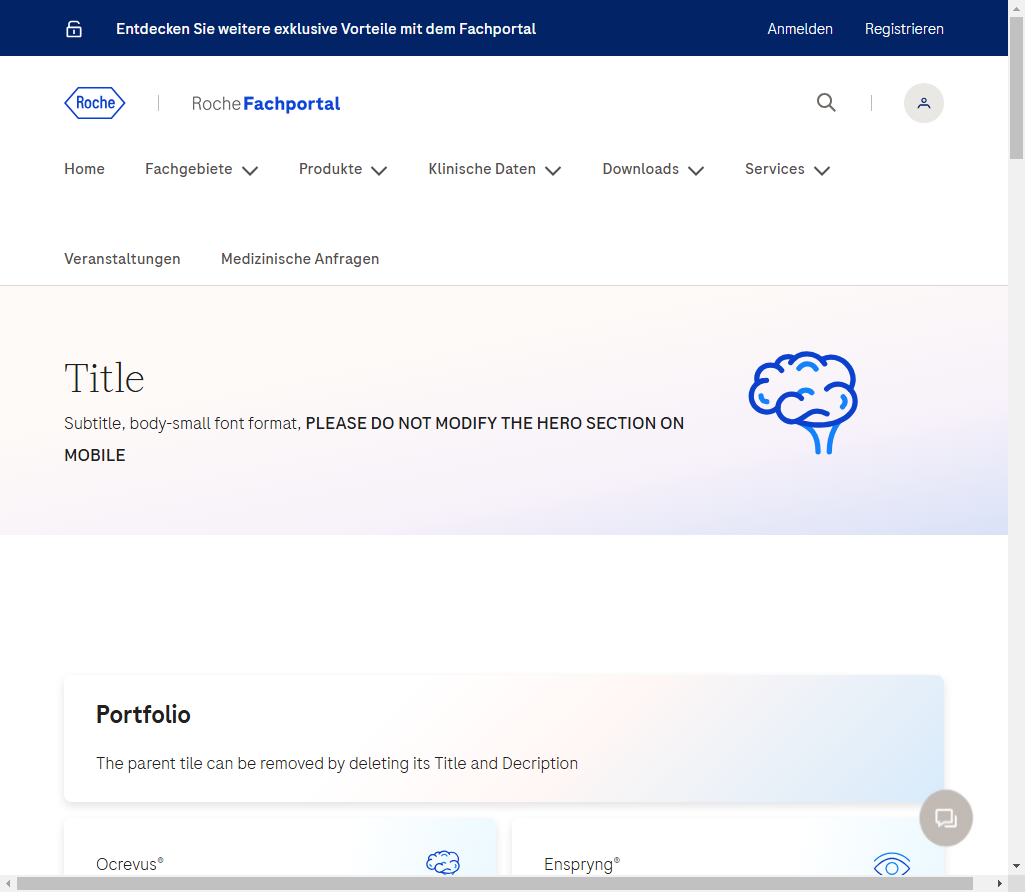 Entdecken Sie weitere exklusive Vorteile mit dem Fachportal
Anmelden
Registrieren
Roche
RocheFachportal
Home
Fachgebiete
Produkte
Klinische Daten
Downloads
Services
Veranstaltungen
Medizinische Anfragen
Title
Subtitle, body-small font format, PLEASE DO NOT MODIFY THE HERO SECTION ON
MOBILE
Portfolio
The parent tile can be removed by deleting its Title and Decription
Ocrevus®
Enspryng®